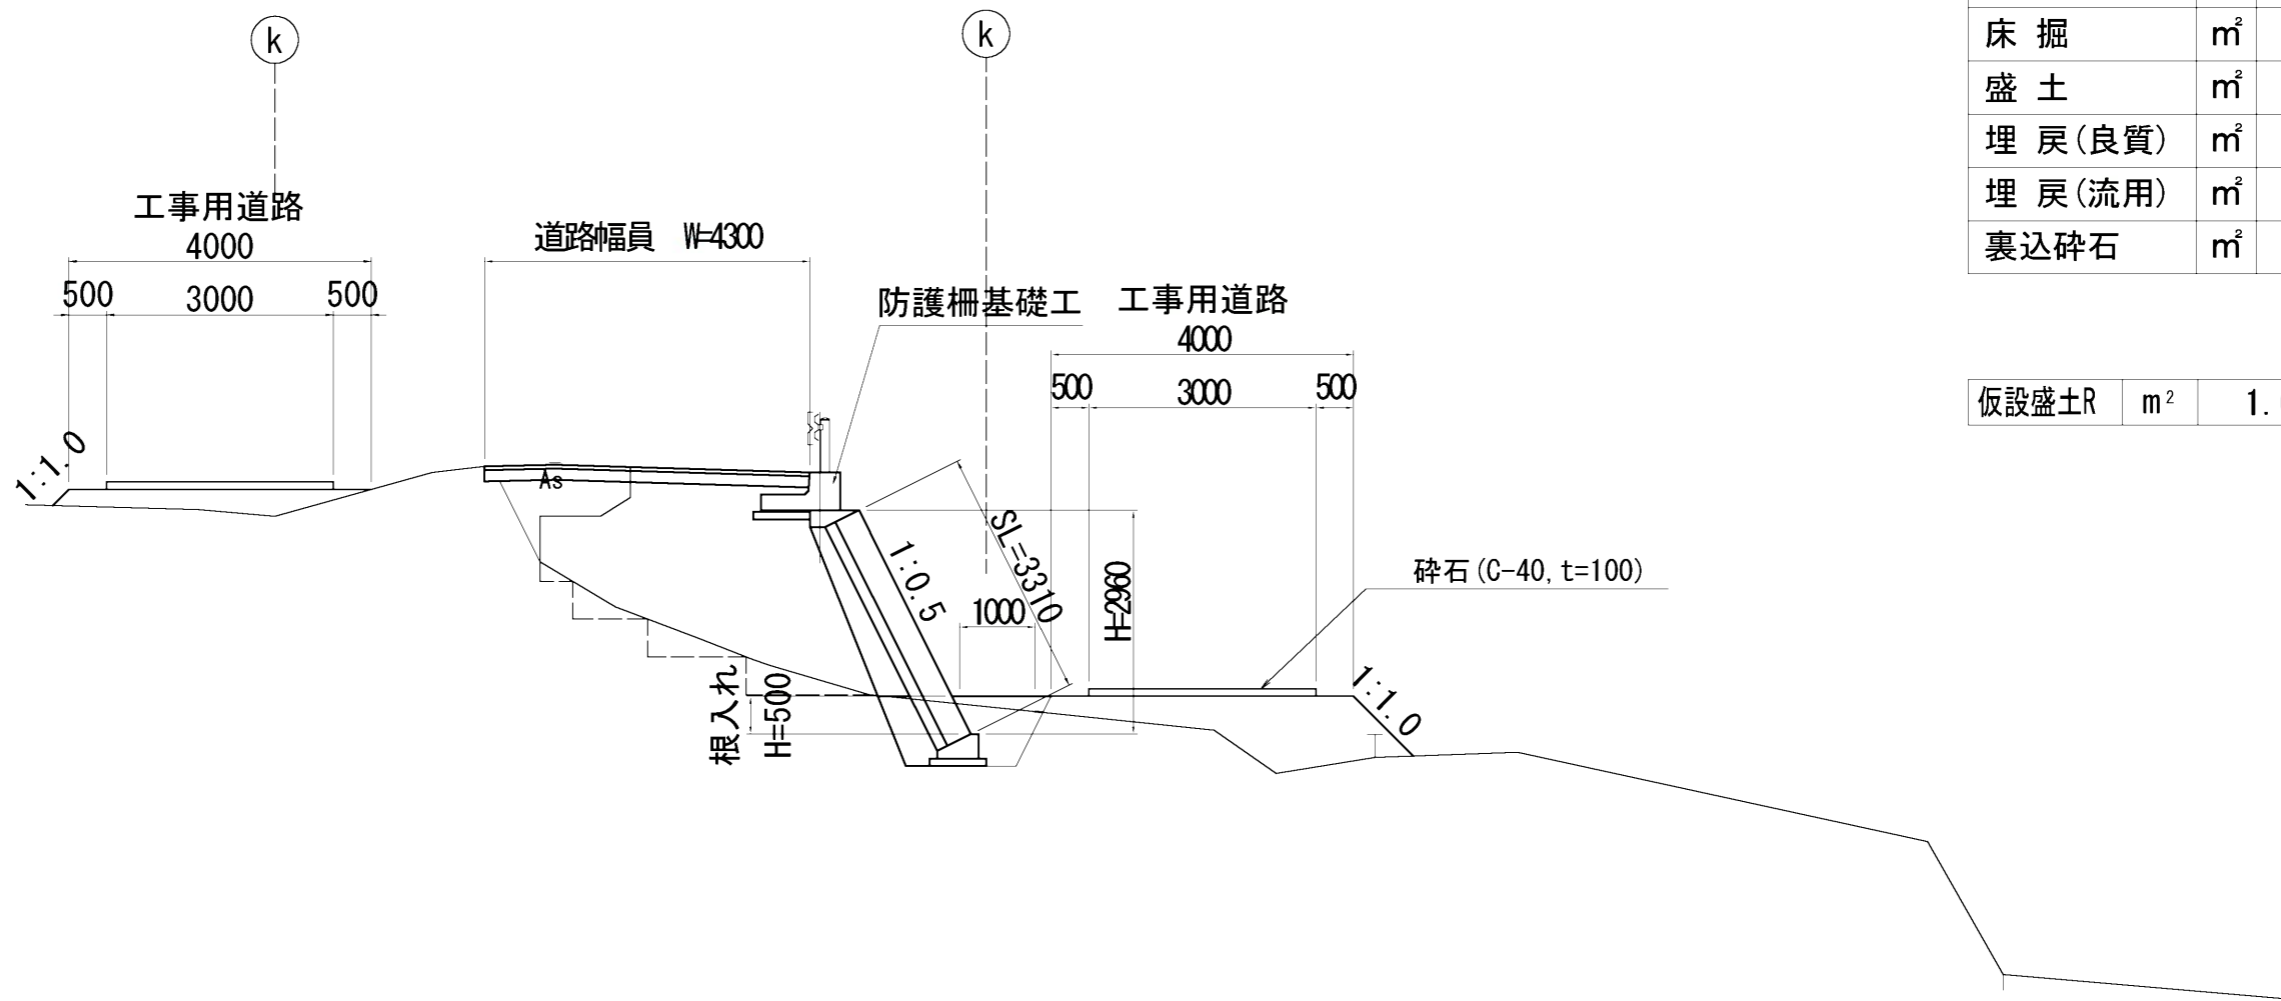 k
k
床 掘 ㎡
盛 土 ㎡
埋 戻(良質) ㎡
埋 戻(流用) ㎡
裏込砕石 ㎡
工事用道路
4000
500 3000 500
道路幅員 W=4300
防護柵基礎工
工事用道路
4000
500 3000 500
仮設盛土R m² 1.
1:1.0
As
SL=3310
1:0.5
H=2960
1000
砕石(C-40,t=100)
根入れ
H=500
1:1.0